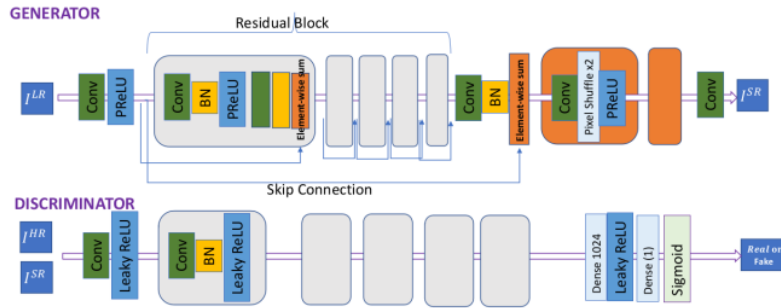 GENERATOR
Residual Block
I^LR
Conv
PReLU
Conv
BN
PReLU
Element-wise sum
Conv
BN
Element-wise sum
Conv
Pixel Shuffle x2
PReLU
Conv
I^SR
Skip Connection
DISCRIMINATOR
I^HR
I^SR
Conv
Leaky ReLU
Conv
BN
Leaky ReLU
Dense 1024
Leaky ReLU
Dense (1)
Sigmoid
Real or
Fake